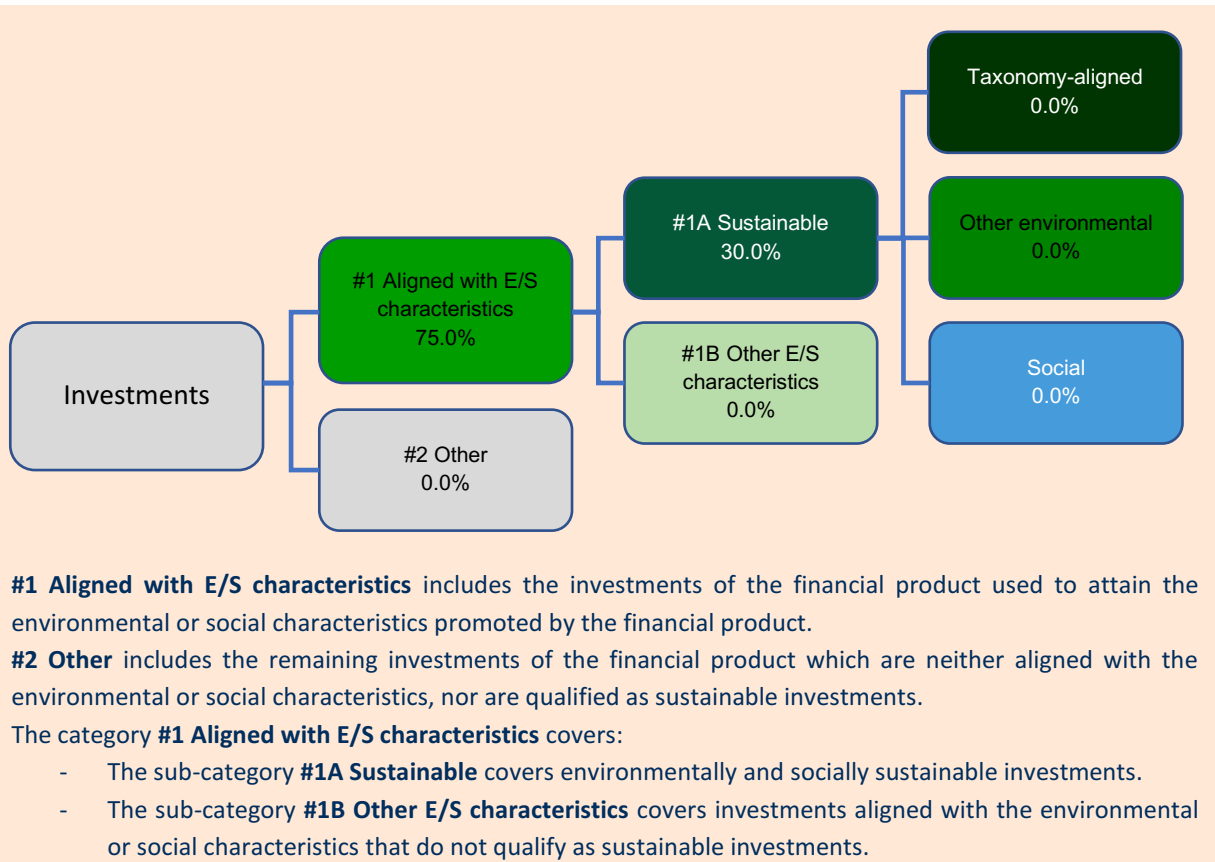 Taxonomy-aligned
0.0%
#1A Sustainable
30.0%
Other environmental
0.0%
#1 Aligned with E/S
characteristics
75.0%
#1B Other E/S
characteristics
0.0%
Social
0.0%
Investments
#2 Other
0.0%
#1 Aligned with E/S characteristics includes the investments of the financial product used to attain the
environmental or social characteristics promoted by the financial product.
#2 Other includes the remaining investments of the financial product which are neither aligned with the
environmental or social characteristics, nor are qualified as sustainable investments.
The category #1 Aligned with E/S characteristics covers:
- The sub-category #1A Sustainable covers environmentally and socially sustainable investments.
- The sub-category #1B Other E/S characteristics covers investments aligned with the environmental
or social characteristics that do not qualify as sustainable investments.